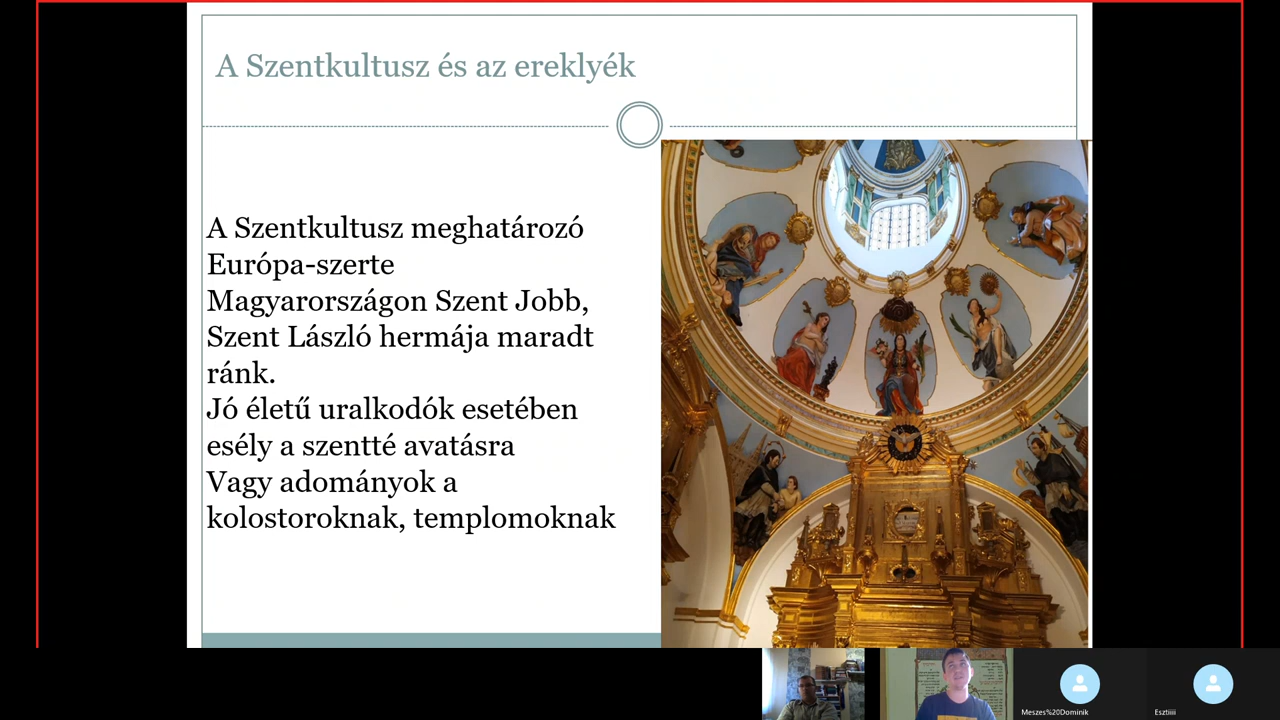 A Szentkultusz és az ereklyék
A Szentkultusz meghatározó
Európa-szerte
Magyarországon Szent Jobb,
Szent László hermája maradt
ránk.
Jó életű uralkodók esetében
esély a szentté avatásra
Vagy adományok a
kolostoroknak, templomoknak
Meszes%20Dominik
Esztiiii